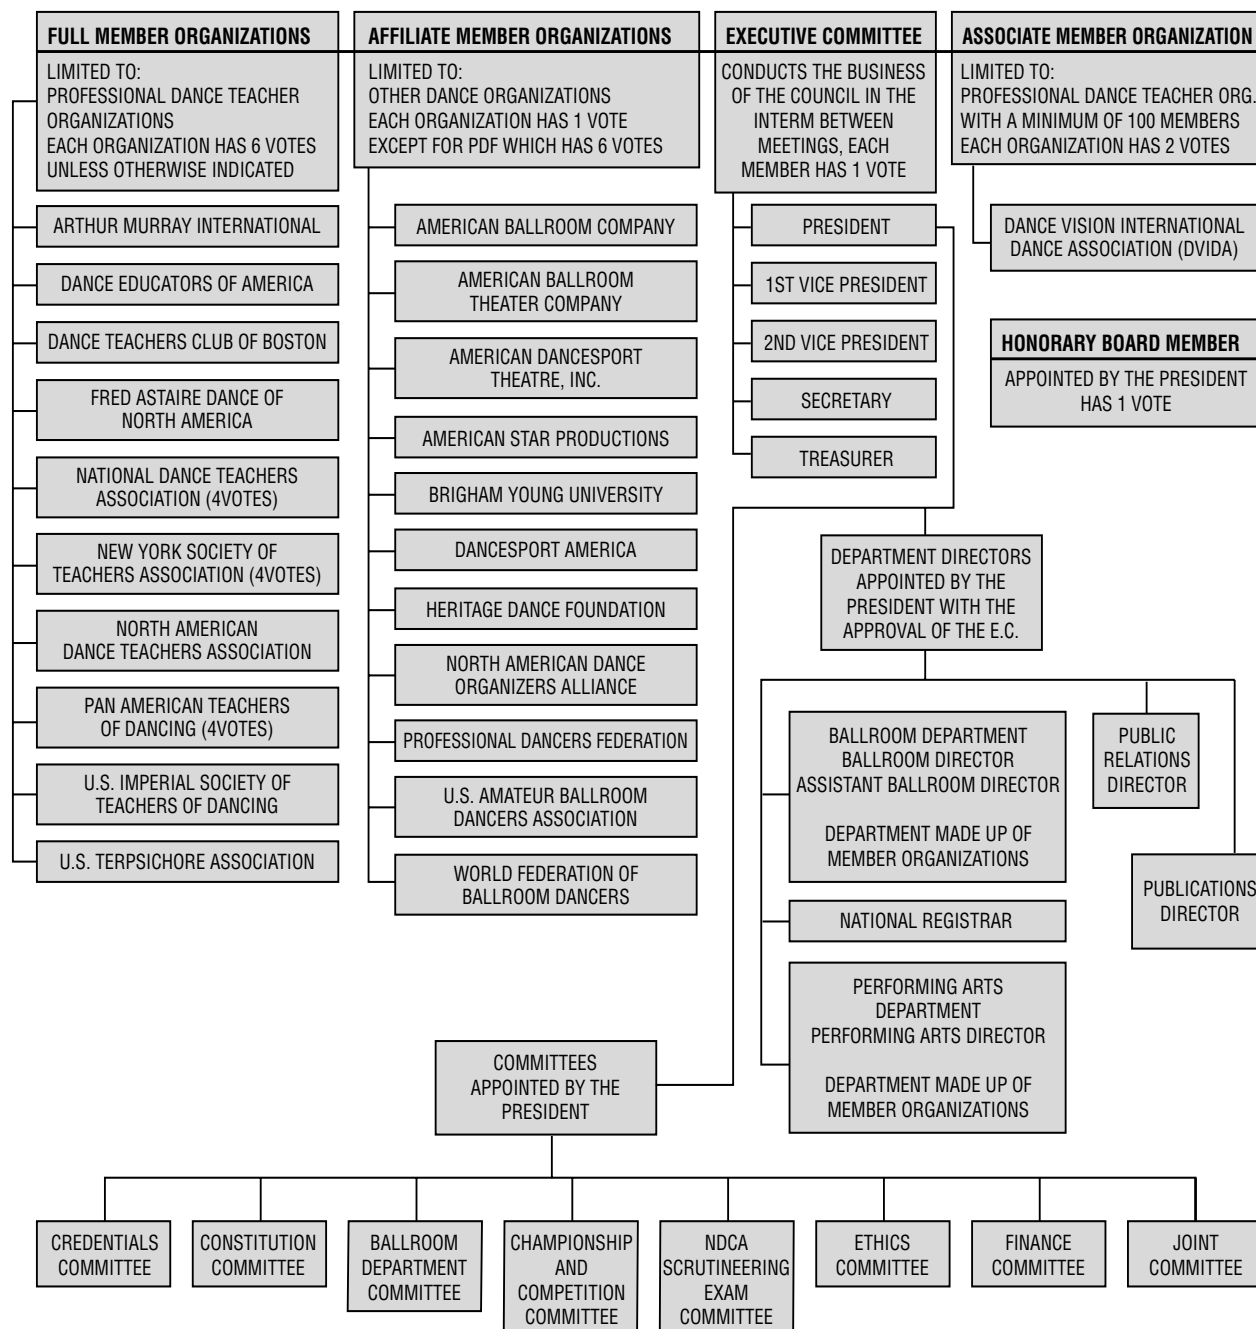 FULL MEMBER ORGANIZATIONS
LIMITED TO:
PROFESSIONAL DANCE TEACHER
ORGANIZATIONS
EACH ORGANIZATION HAS 6 VOTES
UNLESS OTHERWISE INDICATED
ARTHUR MURRAY INTERNATIONAL
DANCE EDUCATORS OF AMERICA
DANCE TEACHERS CLUB OF BOSTON
FRED ASTAIRE DANCE OF
NORTH AMERICA
NATIONAL DANCE TEACHERS
ASSOCIATION (4VOTES)
NEW YORK SOCIETY OF
TEACHERS ASSOCIATION (4VOTES)
NORTH AMERICAN
DANCE TEACHERS ASSOCIATION
PAN AMERICAN TEACHERS
OF DANCING (4VOTES)
U.S. IMPERIAL SOCIETY OF
TEACHERS OF DANCING
U.S. TERPSICHORE ASSOCIATION
AFFILIATE MEMBER ORGANIZATIONS
LIMITED TO:
OTHER DANCE ORGANIZATIONS
EACH ORGANIZATION HAS 1 VOTE
EXCEPT FOR PDF WHICH HAS 6 VOTES
AMERICAN BALLROOM COMPANY
AMERICAN BALLROOM
THEATER COMPANY
AMERICAN DANCESPORT
THEATRE, INC.
AMERICAN STAR PRODUCTIONS
BRIGHAM YOUNG UNIVERSITY
DANCESPORT AMERICA
HERITAGE DANCE FOUNDATION
NORTH AMERICAN DANCE
ORGANIZERS ALLIANCE
PROFESSIONAL DANCERS FEDERATION
U.S. AMATEUR BALLROOM
DANCERS ASSOCIATION
WORLD FEDERATION OF
BALLROOM DANCERS
EXECUTIVE COMMITTEE
CONDUCTS THE BUSINESS
OF THE COUNCIL IN THE
INTERM BETWEEN
MEETINGS, EACH
MEMBER HAS 1 VOTE
PRESIDENT
1ST VICE PRESIDENT
2ND VICE PRESIDENT
SECRETARY
TREASURER
ASSOCIATE MEMBER ORGANIZATION
LIMITED TO:
PROFESSIONAL DANCE TEACHER ORG.
WITH A MINIMUM OF 100 MEMBERS
EACH ORGANIZATION HAS 2 VOTES
DANCE VISION INTERNATIONAL
DANCE ASSOCIATION (DVIDA)
HONORARY BOARD MEMBER
APPOINTED BY THE PRESIDENT
HAS 1 VOTE
DEPARTMENT DIRECTORS
APPOINTED BY THE
PRESIDENT WITH THE
APPROVAL OF THE E.C.
BALLROOM DEPARTMENT
BALLROOM DIRECTOR
ASSISTANT BALLROOM DIRECTOR
DEPARTMENT MADE UP OF
MEMBER ORGANIZATIONS
PUBLIC
RELATIONS
DIRECTOR
PUBLICATIONS
DIRECTOR
NATIONAL REGISTRAR
PERFORMING ARTS
DEPARTMENT
PERFORMING ARTS DIRECTOR
DEPARTMENT MADE UP OF
MEMBER ORGANIZATIONS
COMMITTEES
APPOINTED BY THE
PRESIDENT
CREDENTIALS
COMMITTEE
CONSTITUTION
COMMITTEE
BALLROOM
DEPARTMENT
COMMITTEE
CHAMPIONSHIP
AND
COMPETITION
COMMITTEE
NDCA
SCRUTINEERING
EXAM
COMMITTEE
ETHICS
COMMITTEE
FINANCE
COMMITTEE
JOINT
COMMITTEE